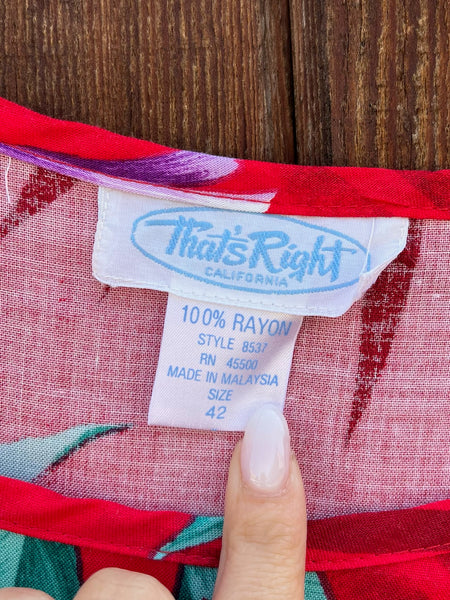 That's Right
CALIFORNIA
100% RAYON
STYLE 8537
RN 45500
MADE IN MALAYSIA
SIZE
42